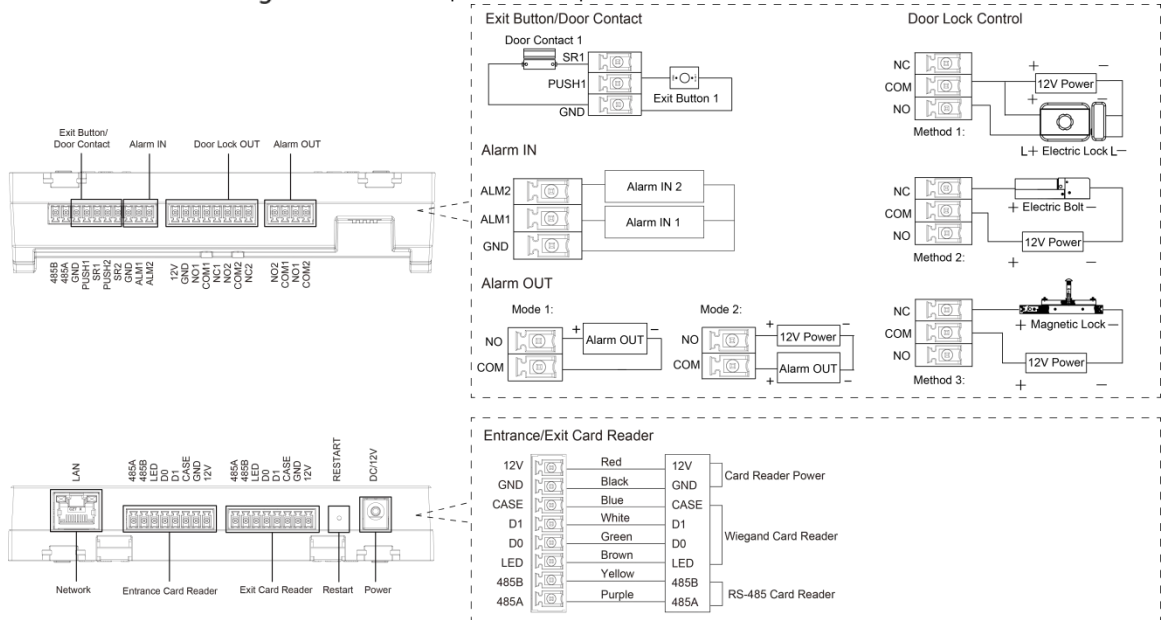 Exit Button/
Door Contact
Alarm IN
Door Lock OUT
Alarm OUT
485B
485A
GND
PUSH1
SR1
PUSH2
SR2
GND
ALM1
ALM2
12V
GND
NO1
COM1
NC1
NO2
COM2
NC2
NO2
COM1
NO1
COM2
Exit Button/Door Contact
Door Contact 1
SR1
PUSH1
GND
Exit Button 1
Alarm IN
ALM2
ALM1
GND
Alarm IN 2
Alarm IN 1
Alarm OUT
Mode 1:
NO
COM
+
Alarm OUT
−
Mode 2:
NO
COM
+ 12V Power −
+ Alarm OUT −
Door Lock Control
NC
COM
NO
+ −
12V Power
+ −
Method 1:
L+ Electric Lock L−
NC
COM
NO
+ Electric Bolt −
12V Power
Method 2:
+ −
NC
COM
NO
+ Magnetic Lock −
12V Power
Method 3:
+ −
LAN
485A
485B
LED
D0
D1
CASE
GND
12V
485A
485B
LED
D0
D1
CASE
GND
12V
RESTART
DC/12V
Network
Entrance Card Reader
Exit Card Reader
Restart
Power
Entrance/Exit Card Reader
12V Red 12V
GND Black GND
CASE Blue CASE
D1 White D1
D0 Green D0
LED Brown LED
485B Yellow 485B
485A Purple 485A
Card Reader Power
Wiegand Card Reader
RS-485 Card Reader